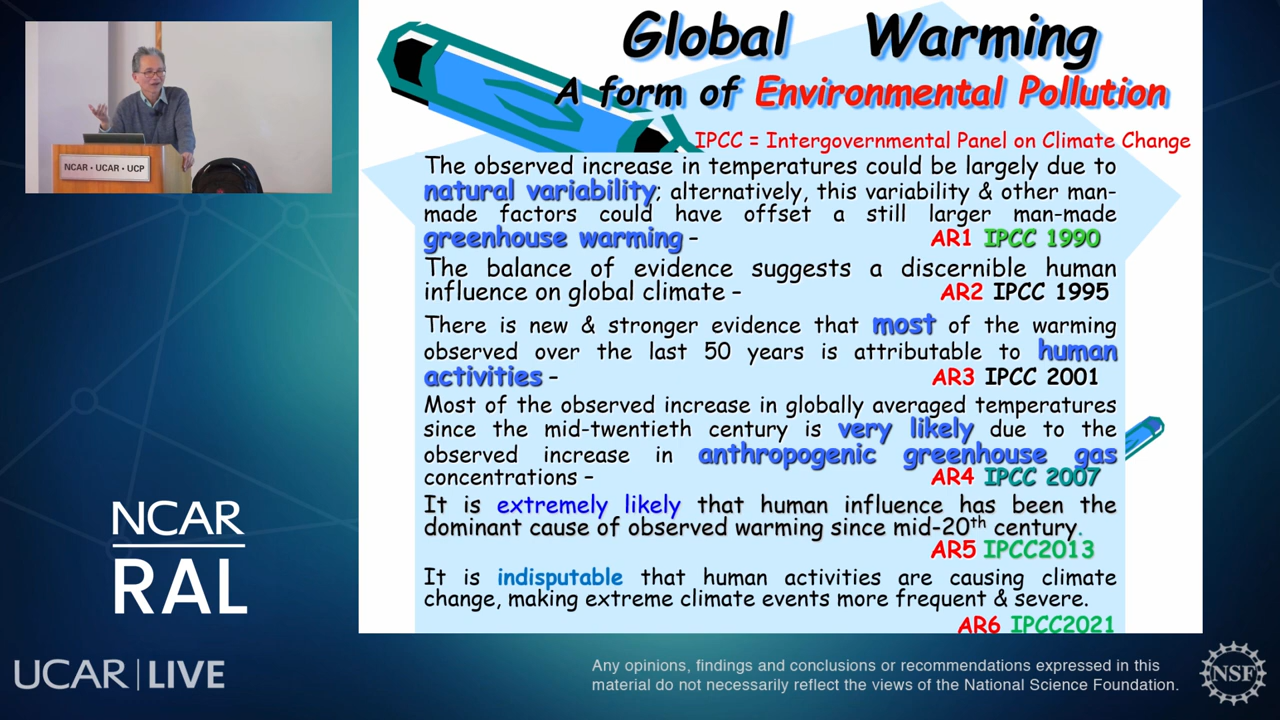 Global Warming
A form of Environmental Pollution
IPCC = Intergovernmental Panel on Climate Change
The observed increase in temperatures could be largely due to
natural variability; alternatively, this variability & other man-
made factors could have offset a still larger man-made
greenhouse warming – AR1 IPCC 1990
The balance of evidence suggests a discernible human
influence on global climate – AR2 IPCC 1995
There is new & stronger evidence that most of the warming
observed over the last 50 years is attributable to human
activities – AR3 IPCC 2001
Most of the observed increase in globally averaged temperatures
since the mid-twentieth century is very likely due to the
observed increase in anthropogenic greenhouse gas
concentrations – AR4 IPCC 2007
It is extremely likely that human influence has been the
dominant cause of observed warming since mid-20th century.
AR5 IPCC2013
It is indisputable that human activities are causing climate
change, making extreme climate events more frequent & severe.
AR6 IPCC2021
NCAR • UCAR • UCP
NCAR
RAL
UCAR | LIVE
Any opinions, findings and conclusions or recommendations expressed in this
material do not necessarily reflect the views of the National Science Foundation.
NSF